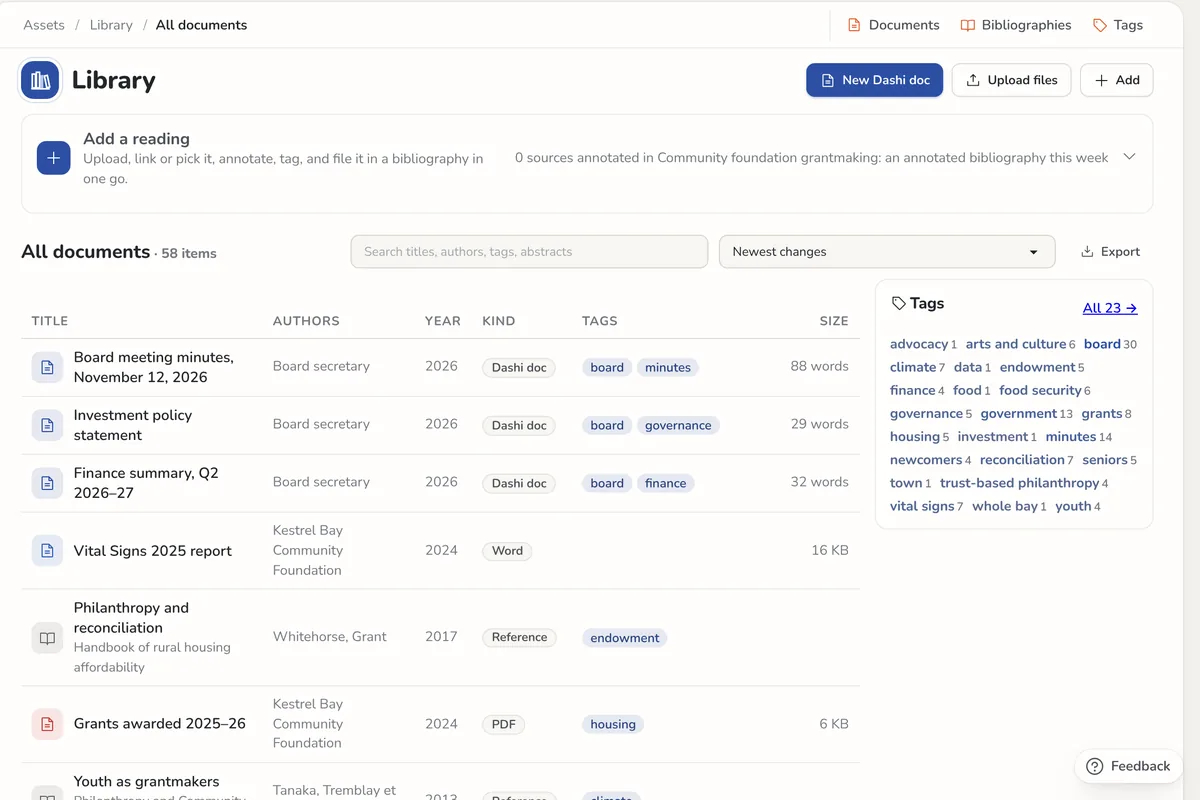 Assets / Library / All documents
Documents
Bibliographies
Tags
Library
New Dashi doc
Upload files
Add
Add a reading
Upload, link or pick it, annotate, tag, and file it in a bibliography in
one go.
0 sources annotated in Community foundation grantmaking: an annotated bibliography this week
All documents · 58 items
Search titles, authors, tags, abstracts
Newest changes
Export
TITLE AUTHORS YEAR KIND TAGS SIZE
Board meeting minutes,
November 12, 2026
Board secretary 2026 Dashi doc board minutes 88 words
Investment policy
statement
Board secretary 2026 Dashi doc board governance 29 words
Finance summary, Q2
2026–27
Board secretary 2026 Dashi doc board finance 32 words
Vital Signs 2025 report
Kestrel Bay
Community
Foundation
2024 Word 16 KB
Philanthropy and
reconciliation
Handbook of rural housing
affordability
Whitehorse, Grant 2017 Reference endowment
Grants awarded 2025–26
Kestrel Bay
Community
Foundation
2024 PDF housing 6 KB
Youth as grantmakers
Philanthropy and Community
Tanaka, Tremblay et
2013 Reference climate
Tags
All 23 →
advocacy 1 arts and culture 6 board 30
climate 7 data 1 endowment 5
finance 4 food 1 food security 6
governance 5 government 13 grants 8
housing 5 investment 1 minutes 14
newcomers 4 reconciliation 7 seniors 5
town 1 trust-based philanthropy 4
vital signs 7 whole bay 1 youth 4
Feedback